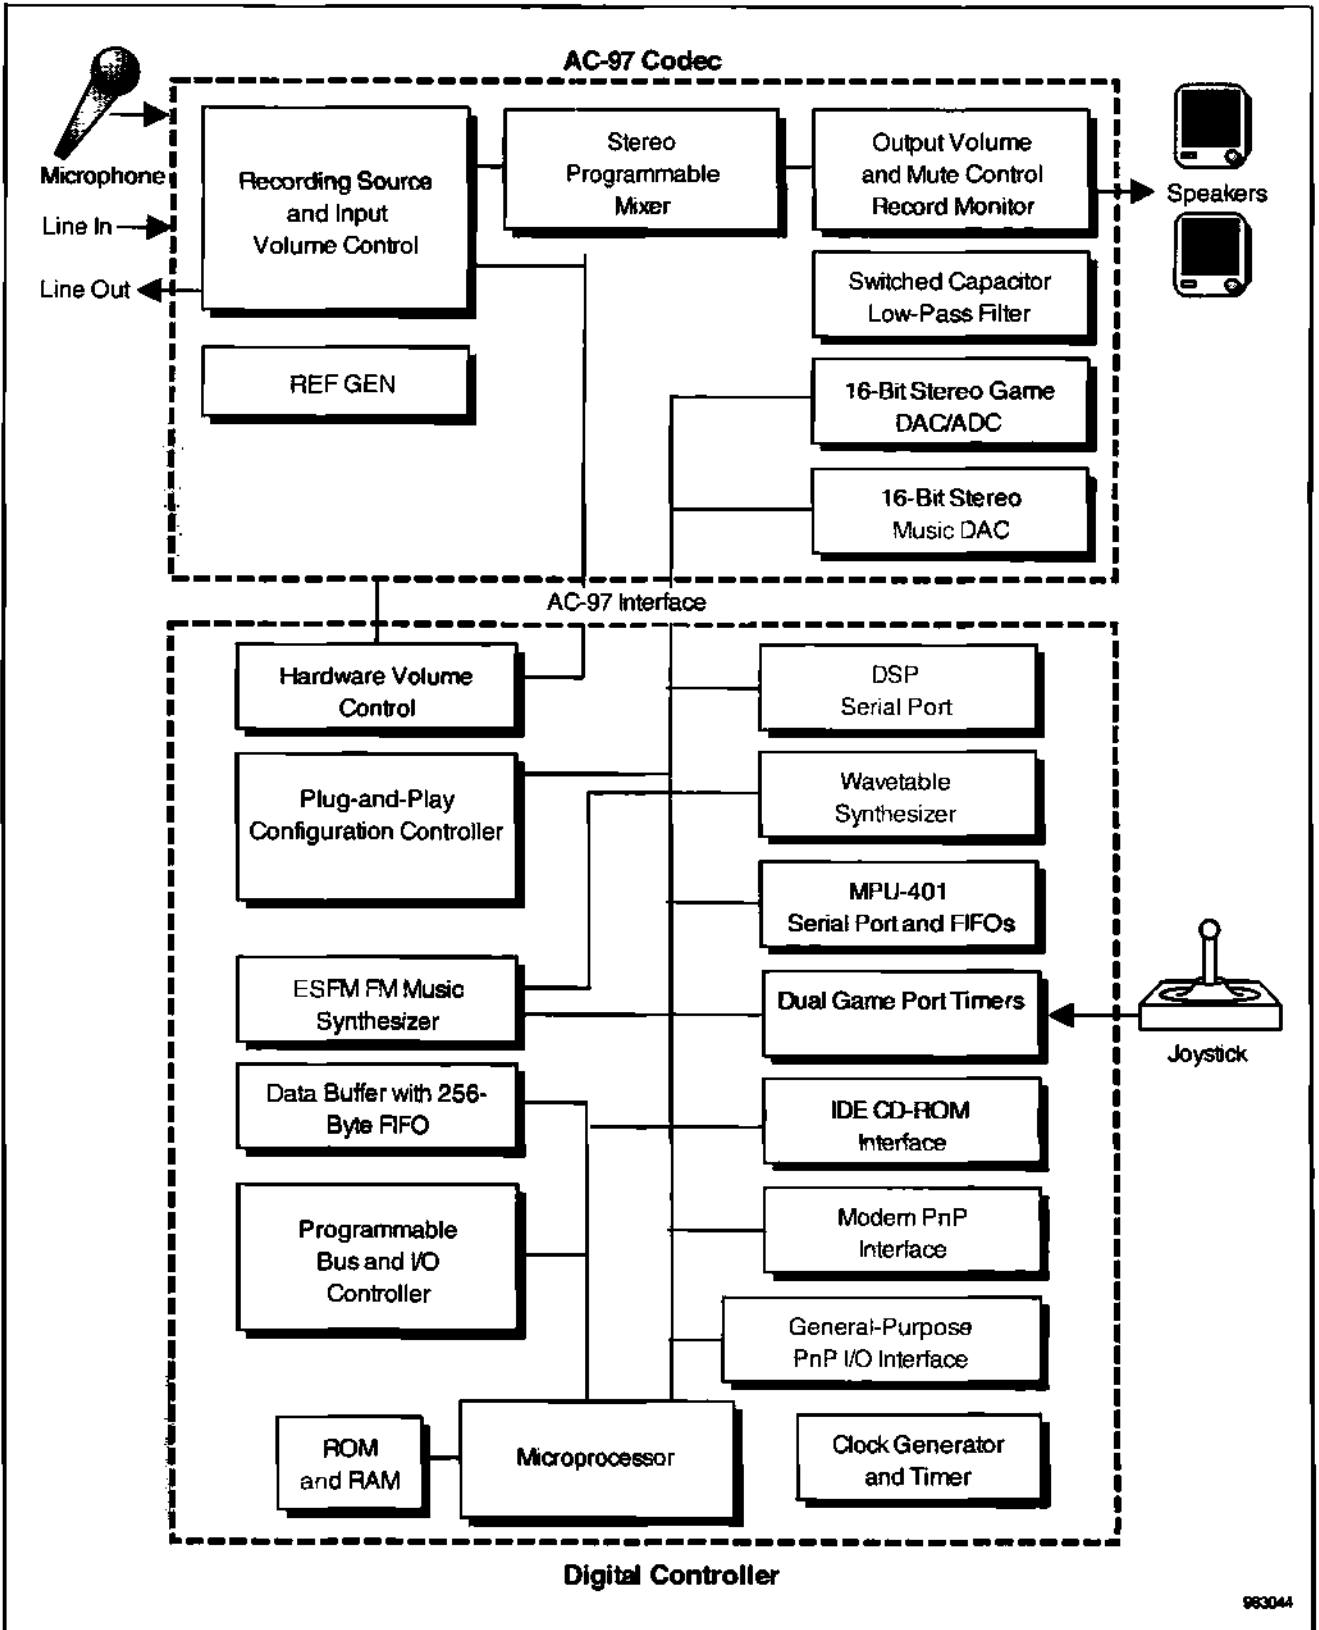 AC-97 Codec
Microphone
Line In
Line Out
Recording Source
and Input
Volume Control
Stereo
Programmable
Mixer
Output Volume
and Mute Control
Record Monitor
Speakers
Switched Capacitor
Low-Pass Filter
REF GEN
16-Bit Stereo Game
DAC/ADC
16-Bit Stereo
Music DAC
AC-97 Interface
Hardware Volume
Control
DSP
Serial Port
Plug-and-Play
Configuration Controller
Wavetable
Synthesizer
MPU-401
Serial Port and FIFOs
ESFM FM Music
Synthesizer
Dual Game Port Timers
Joystick
Data Buffer with 256-
Byte FIFO
IDE CD-ROM
Interface
Programmable
Bus and I/O
Controller
Modem PnP
Interface
General-Purpose
PnP I/O Interface
ROM
and RAM
Microprocessor
Clock Generator
and Timer
Digital Controller
983044